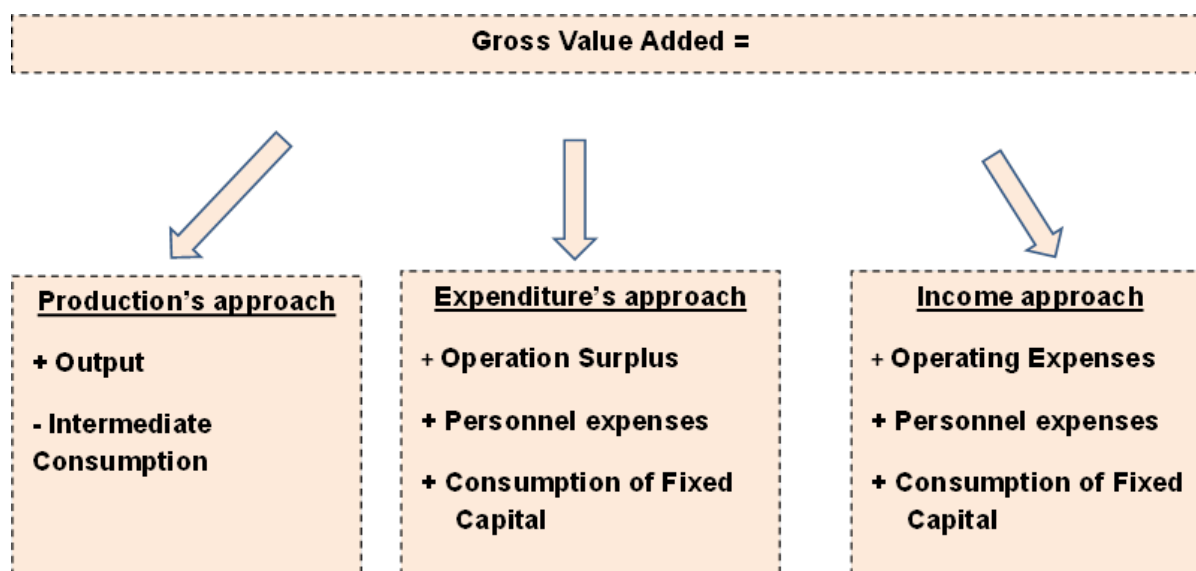 Gross Value Added =
Production's approach
+ Output
- Intermediate
Consumption
Expenditure's approach
+ Operation Surplus
+ Personnel expenses
+ Consumption of Fixed
Capital
Income approach
+ Operating Expenses
+ Personnel expenses
+ Consumption of Fixed
Capital